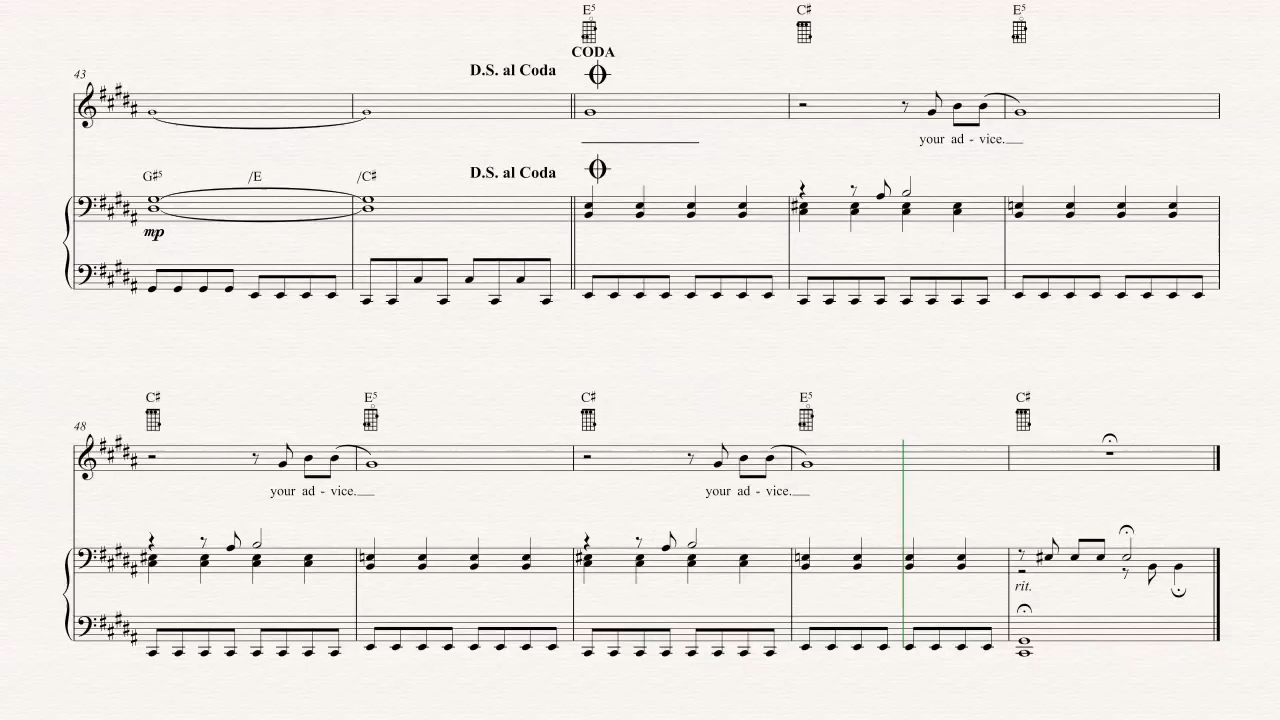 E5 C♯ E5
CODA
43 D.S. al Coda
your ad - vice.
G♯5 /E /C♯ D.S. al Coda
mp
C♯ E5 C♯ E5 C♯
48
your ad - vice. your ad - vice.
rit.